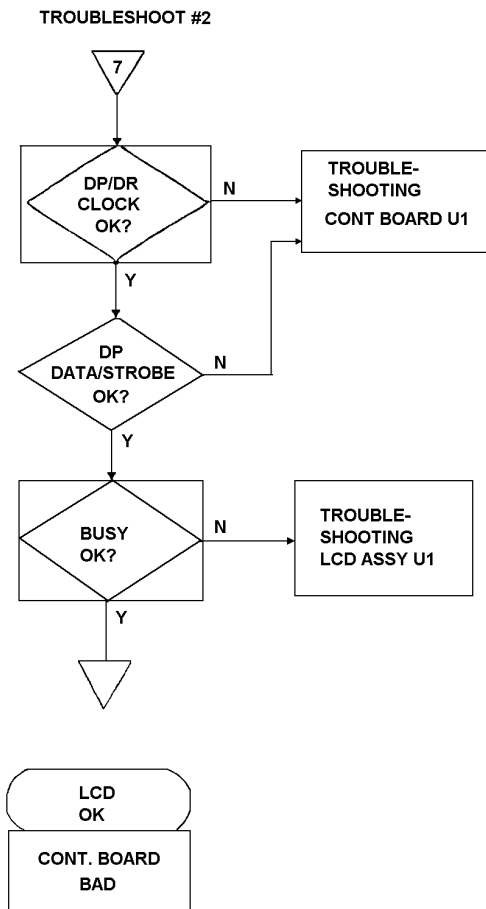 TROUBLESHOOT #2
7
DP/DR
CLOCK
OK?
N
TROUBLE-
SHOOTING
CONT BOARD U1
Y
DP
DATA/STROBE
OK?
N
Y
BUSY
OK?
N
TROUBLE-
SHOOTING
LCD ASSY U1
Y
LCD
OK
CONT. BOARD
BAD